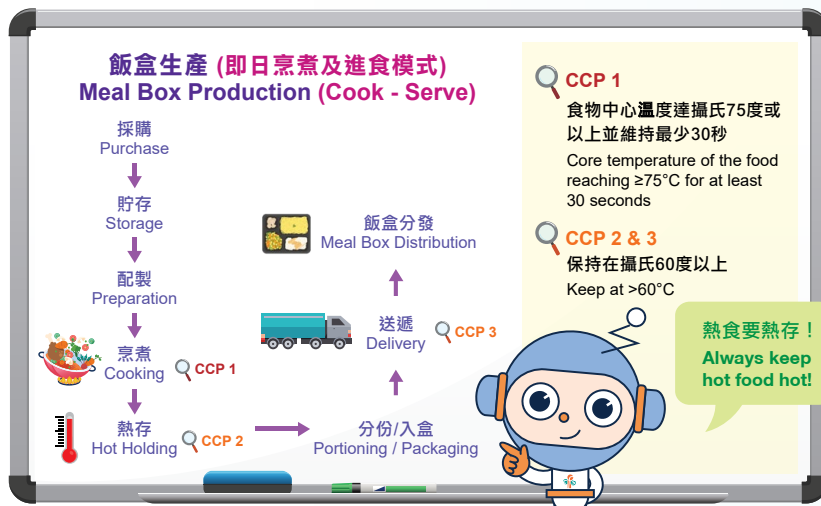 飯盒生產 (即日烹煮及進食模式)
Meal Box Production (Cook - Serve)
採購
Purchase
貯存
Storage
配製
Preparation
烹煮
Cooking
CCP 1
熱存
Hot Holding
CCP 2
分份/入盒
Portioning / Packaging
送遞
Delivery
CCP 3
飯盒分發
Meal Box Distribution
CCP 1
食物中心溫度達攝氏75度或
以上並維持最少30秒
Core temperature of the food
reaching ≥75°C for at least
30 seconds
CCP 2 & 3
保持在攝氏60度以上
Keep at >60°C
熱食要熱存！
Always keep
hot food hot!